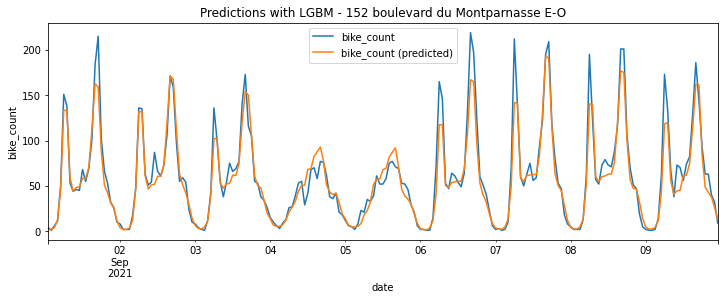 Predictions with LGBM - 152 boulevard du Montparnasse E-O
bike_count
bike_count (predicted)
bike_count
200
150
100
50
0
02
03
04
05
06
07
08
09
Sep
2021
date